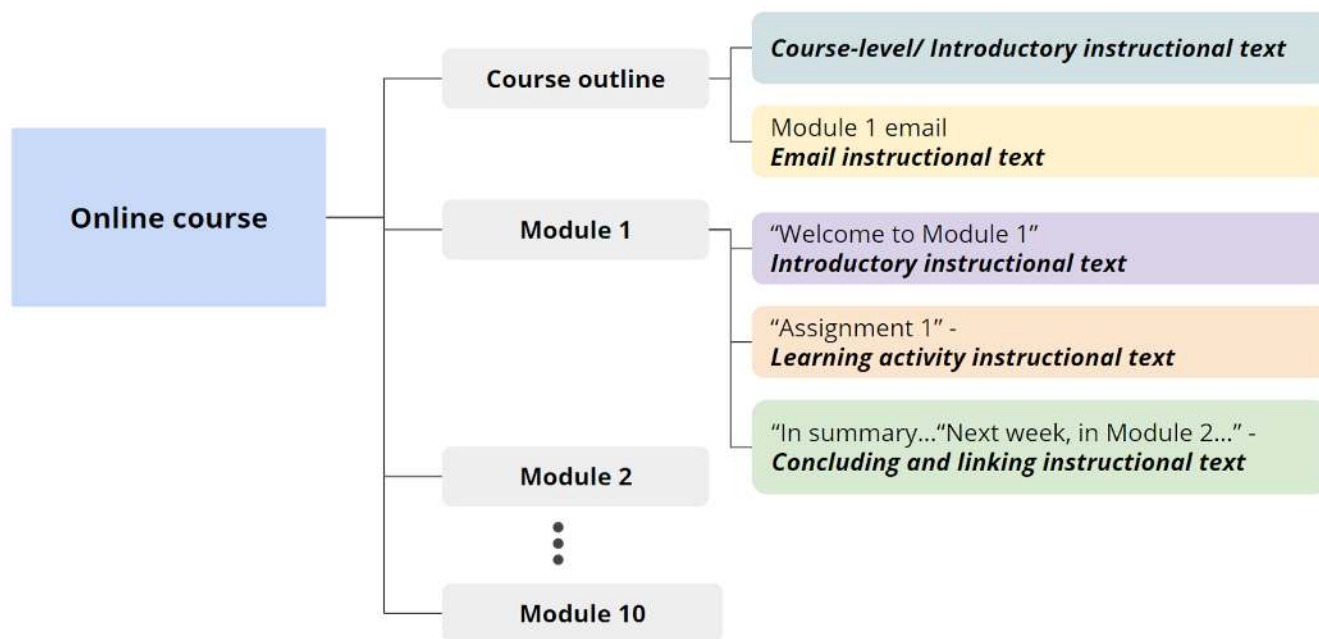 Online course
Course outline
Course-level/ Introductory instructional text
Module 1 email
Email instructional text
Module 1
“Welcome to Module 1”
Introductory instructional text
“Assignment 1” -
Learning activity instructional text
“In summary...“Next week, in Module 2...” -
Concluding and linking instructional text
Module 2
Module 10